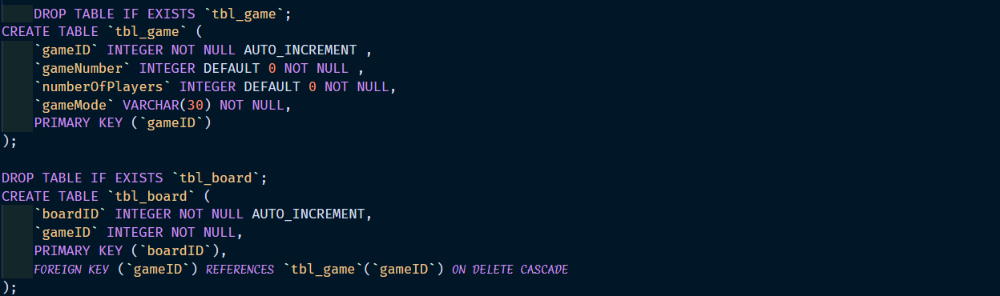 DROP TABLE IF EXISTS `tbl_game`;
CREATE TABLE `tbl_game` (
`gameID` INTEGER NOT NULL AUTO_INCREMENT ,
`gameNumber` INTEGER DEFAULT 0 NOT NULL ,
`numberOfPlayers` INTEGER DEFAULT 0 NOT NULL,
`gameMode` VARCHAR(30) NOT NULL,
PRIMARY KEY (`gameID`)
);
DROP TABLE IF EXISTS `tbl_board`;
CREATE TABLE `tbl_board` (
`boardID` INTEGER NOT NULL AUTO_INCREMENT,
`gameID` INTEGER NOT NULL,
PRIMARY KEY (`boardID`),
FOREIGN KEY (`gameID`) REFERENCES `tbl_game`(`gameID`) ON DELETE CASCADE
);